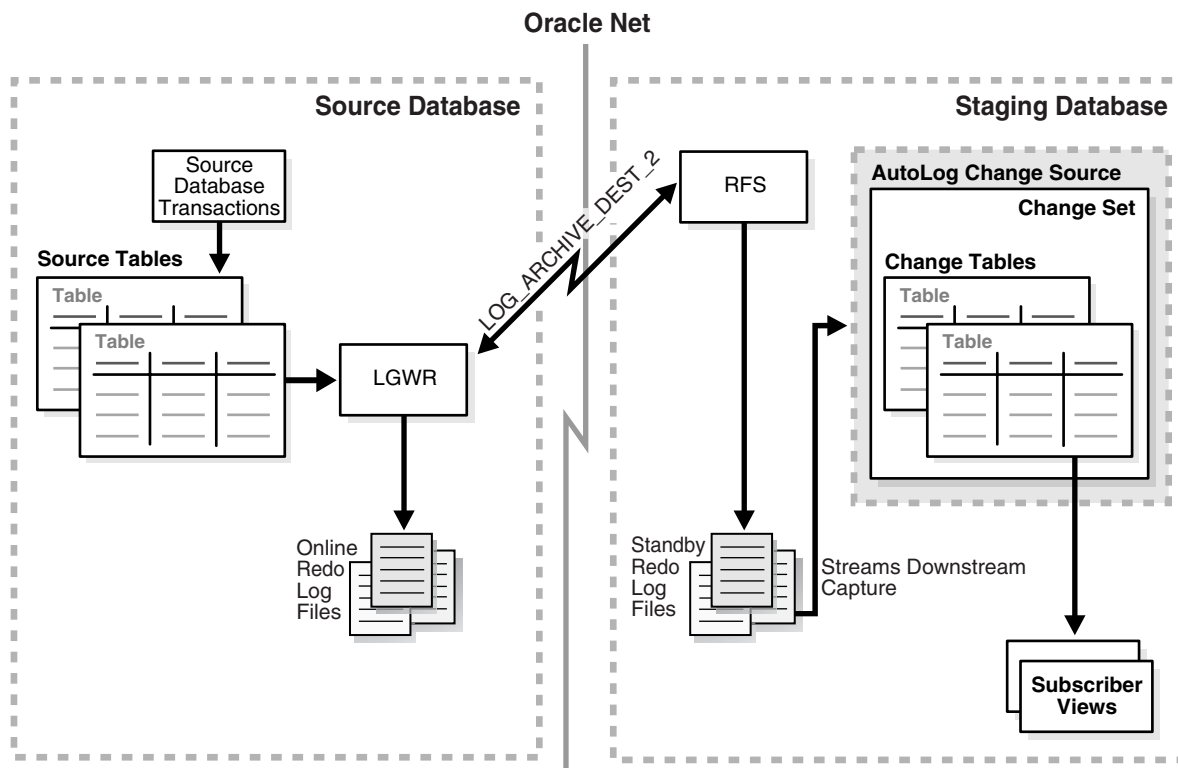 Oracle Net
Source Database
Source
Database
Transactions
Source Tables
Table
Table
LGWR
LOG_ARCHIVE_DEST_2
Online
Redo
Log
Files
Staging Database
RFS
AutoLog Change Source
Change Set
Change Tables
Table
Table
Standby
Redo
Log
Files
Streams Downstream
Capture
Subscriber
Views